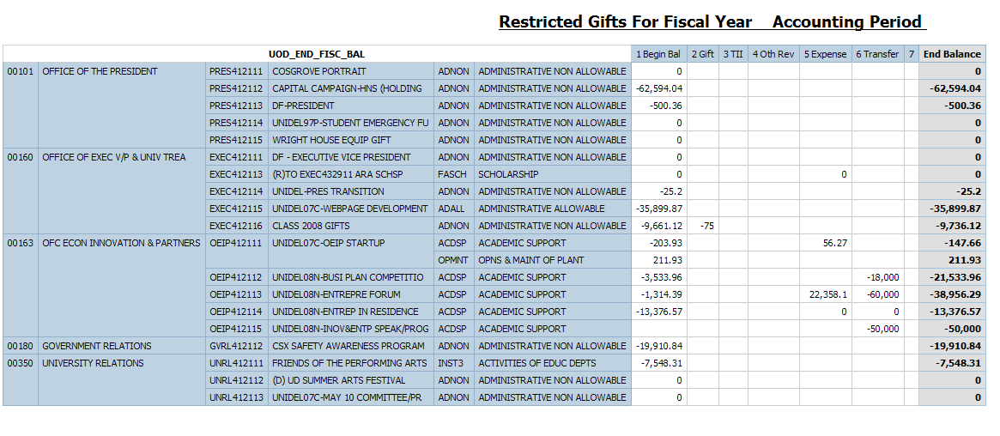 Restricted Gifts For Fiscal Year Accounting Period
UOD_END_FISC_BAL 1 Begin Bal 2 Gift 3 TII 4 Oth Rev 5 Expense 6 Transfer 7 End Balance
00101 OFFICE OF THE PRESIDENT PRES412111 COSGROVE PORTRAIT ADNON ADMINISTRATIVE NON ALLOWABLE 0 0
PRES412112 CAPITAL CAMPAIGN-HNS (HOLDING ADNON ADMINISTRATIVE NON ALLOWABLE -62,594.04 -62,594.04
PRES412113 DF-PRESIDENT ADNON ADMINISTRATIVE NON ALLOWABLE -500.36 -500.36
PRES412114 UNIDEL97P-STUDENT EMERGENCY FU ADNON ADMINISTRATIVE NON ALLOWABLE 0 0
PRES412115 WRIGHT HOUSE EQUIP GIFT ADNON ADMINISTRATIVE NON ALLOWABLE 0 0
00160 OFFICE OF EXEC V/P & UNIV TREA EXEC412111 DF - EXECUTIVE VICE PRESIDENT ADNON ADMINISTRATIVE NON ALLOWABLE 0 0
EXEC412113 (R)TO EXEC432911 ARA SCHSP FASCH SCHOLARSHIP 0 0 0
EXEC412114 UNIDEL-PRES TRANSITION ADNON ADMINISTRATIVE NON ALLOWABLE -25.2 -25.2
EXEC412115 UNIDEL07C-WEBPAGE DEVELOPMENT ADALL ADMINISTRATIVE ALLOWABLE -35,899.87 -35,899.87
EXEC412116 CLASS 2008 GIFTS ADNON ADMINISTRATIVE NON ALLOWABLE -9,661.12 -75 -9,736.12
00163 OFC ECON INNOVATION & PARTNERS OEIP412111 UNIDEL07C-OEIP STARTUP ACDSP ACADEMIC SUPPORT -203.93 56.27 -147.66
OPMNT OPNS & MAINT OF PLANT 211.93 211.93
OEIP412112 UNIDEL08N-BUSI PLAN COMPETITIO ACDSP ACADEMIC SUPPORT -3,533.96 -18,000 -21,533.96
OEIP412113 UNIDEL08N-ENTREPRE FORUM ACDSP ACADEMIC SUPPORT -1,314.39 22,358.1 -60,000 -38,956.29
OEIP412114 UNIDEL08N-ENTREP IN RESIDENCE ACDSP ACADEMIC SUPPORT -13,376.57 0 0 -13,376.57
OEIP412115 UNIDEL08N-INOV&ENTP SPEAK/PROG ACDSP ACADEMIC SUPPORT -50,000 -50,000
00180 GOVERNMENT RELATIONS GVRL412112 CSX SAFETY AWARENESS PROGRAM ADNON ADMINISTRATIVE NON ALLOWABLE -19,910.84 -19,910.84
00350 UNIVERSITY RELATIONS UNRL412111 FRIENDS OF THE PERFORMING ARTS INST3 ACTIVITIES OF EDUC DEPTS -7,548.31 -7,548.31
UNRL412112 (D) UD SUMMER ARTS FESTIVAL ADNON ADMINISTRATIVE NON ALLOWABLE 0 0
UNRL412113 UNIDEL07C-MAY 10 COMMITTEE/PR ADNON ADMINISTRATIVE NON ALLOWABLE 0 0